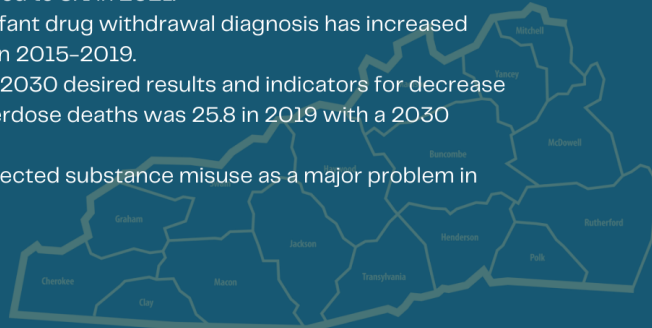 fant drug withdrawal diagnosis has increased
n 2015-2019.
2030 desired results and indicators for decrease
erdose deaths was 25.8 in 2019 with a 2030
ected substance misuse as a major problem in
Mitchell
Yancey
McDowell
Buncombe
Rutherford
Graham
Jackson
Henderson
Polk
Cherokee
Macon
Transylvania
Clay